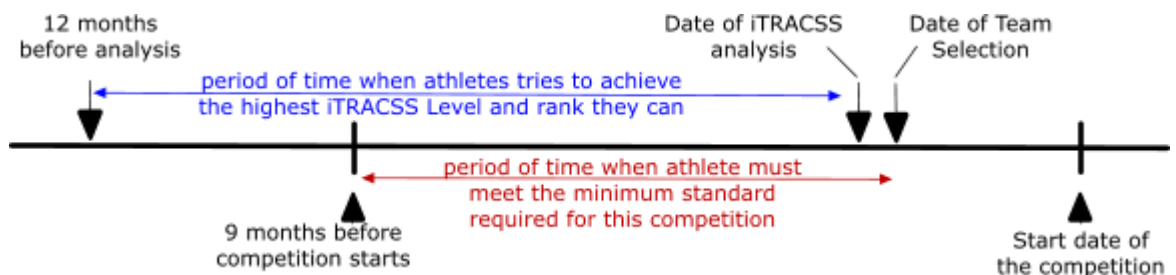 12 months
before analysis
Date of iTRACSS
analysis
Date of Team
Selection
period of time when athletes tries to achieve
the highest iTRACSS Level and rank they can
period of time when athlete must
meet the minimum standard
required for this competition
9 months before
competition starts
Start date of
the competition